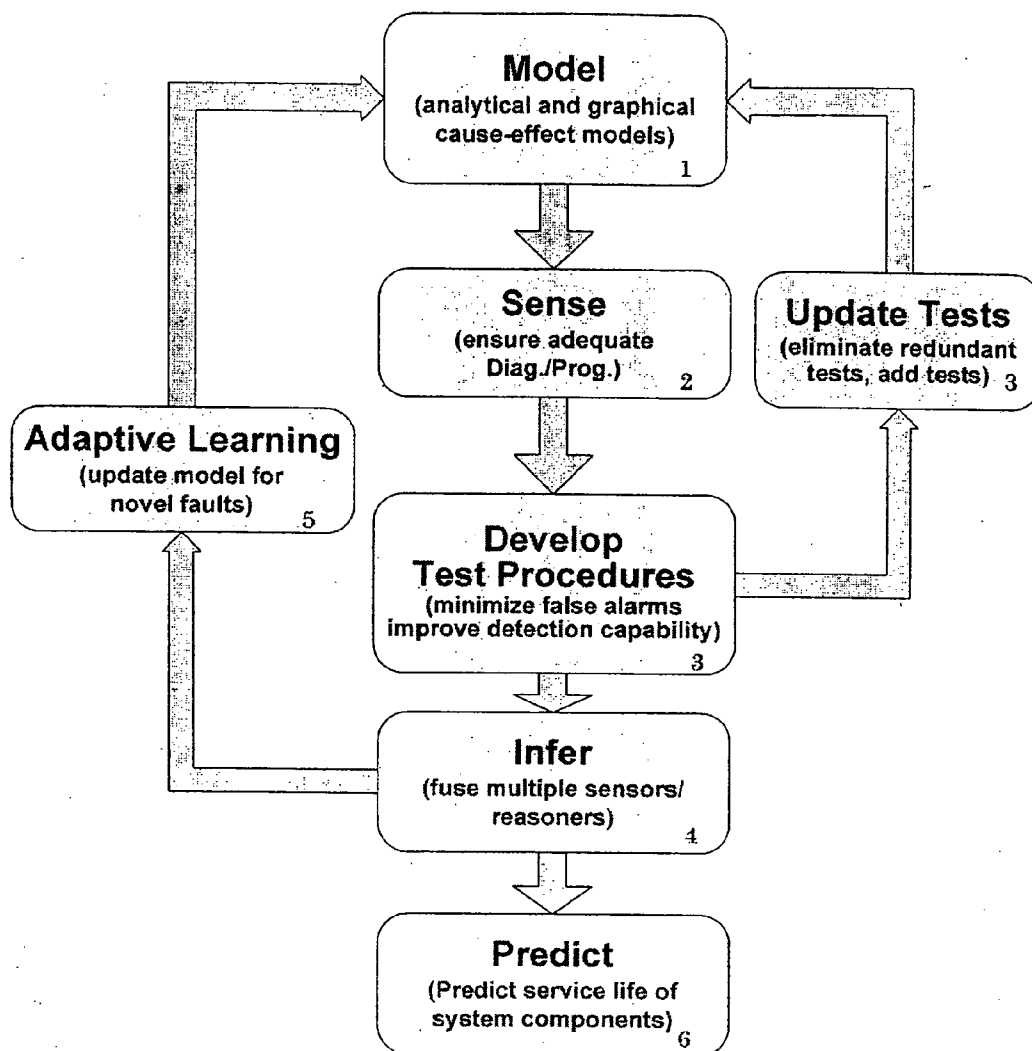 Model
(analytical and graphical
cause-effect models)
1
Sense
(ensure adequate
Diag./Prog.)
2
Update Tests
(eliminate redundant
tests, add tests)
3
Adaptive Learning
(update model for
novel faults)
5
Develop
Test Procedures
(minimize false alarms
improve detection capability)
3
Infer
(fuse multiple sensors/
reasoners)
4
Predict
(Predict service life of
system components)
6